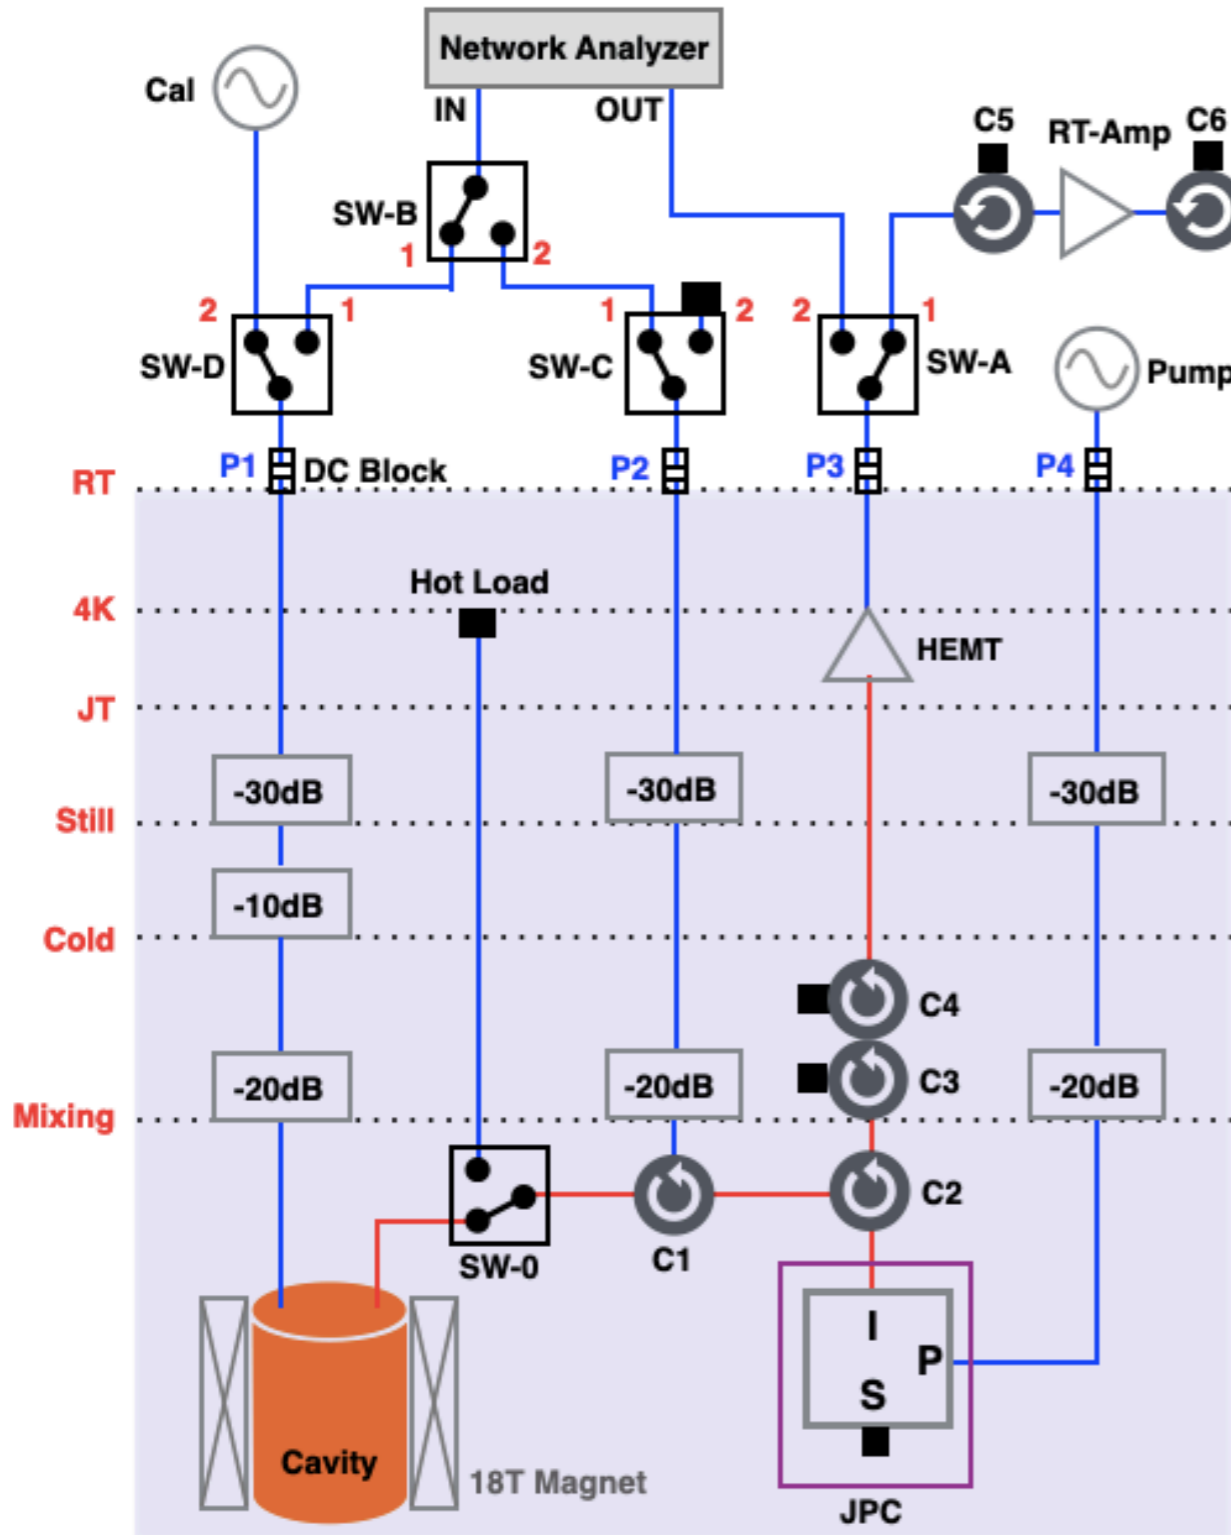 Network Analyzer
Cal
IN
OUT
C5
RT-Amp
C6
SW-B
1
2
2
1
1
2
2
1
SW-D
SW-C
SW-A
Pump
P1
DC Block
P2
P3
P4
RT
Hot Load
4K
HEMT
JT
-30dB
-30dB
-30dB
Still
-10dB
Cold
C4
-20dB
-20dB
C3
-20dB
Mixing
C2
SW-0
C1
I
P
S
Cavity
18T Magnet
JPC